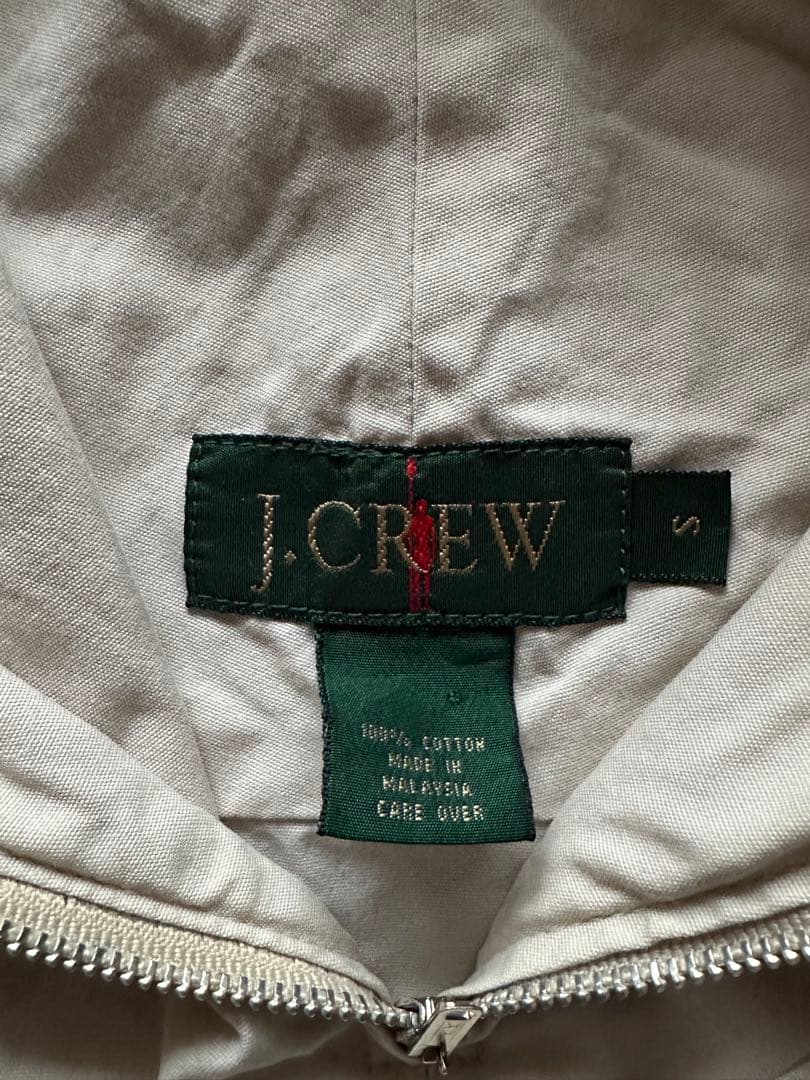 J.CREW
S
100% COTTON
MADE IN
MALAYSIA
CARE OVER